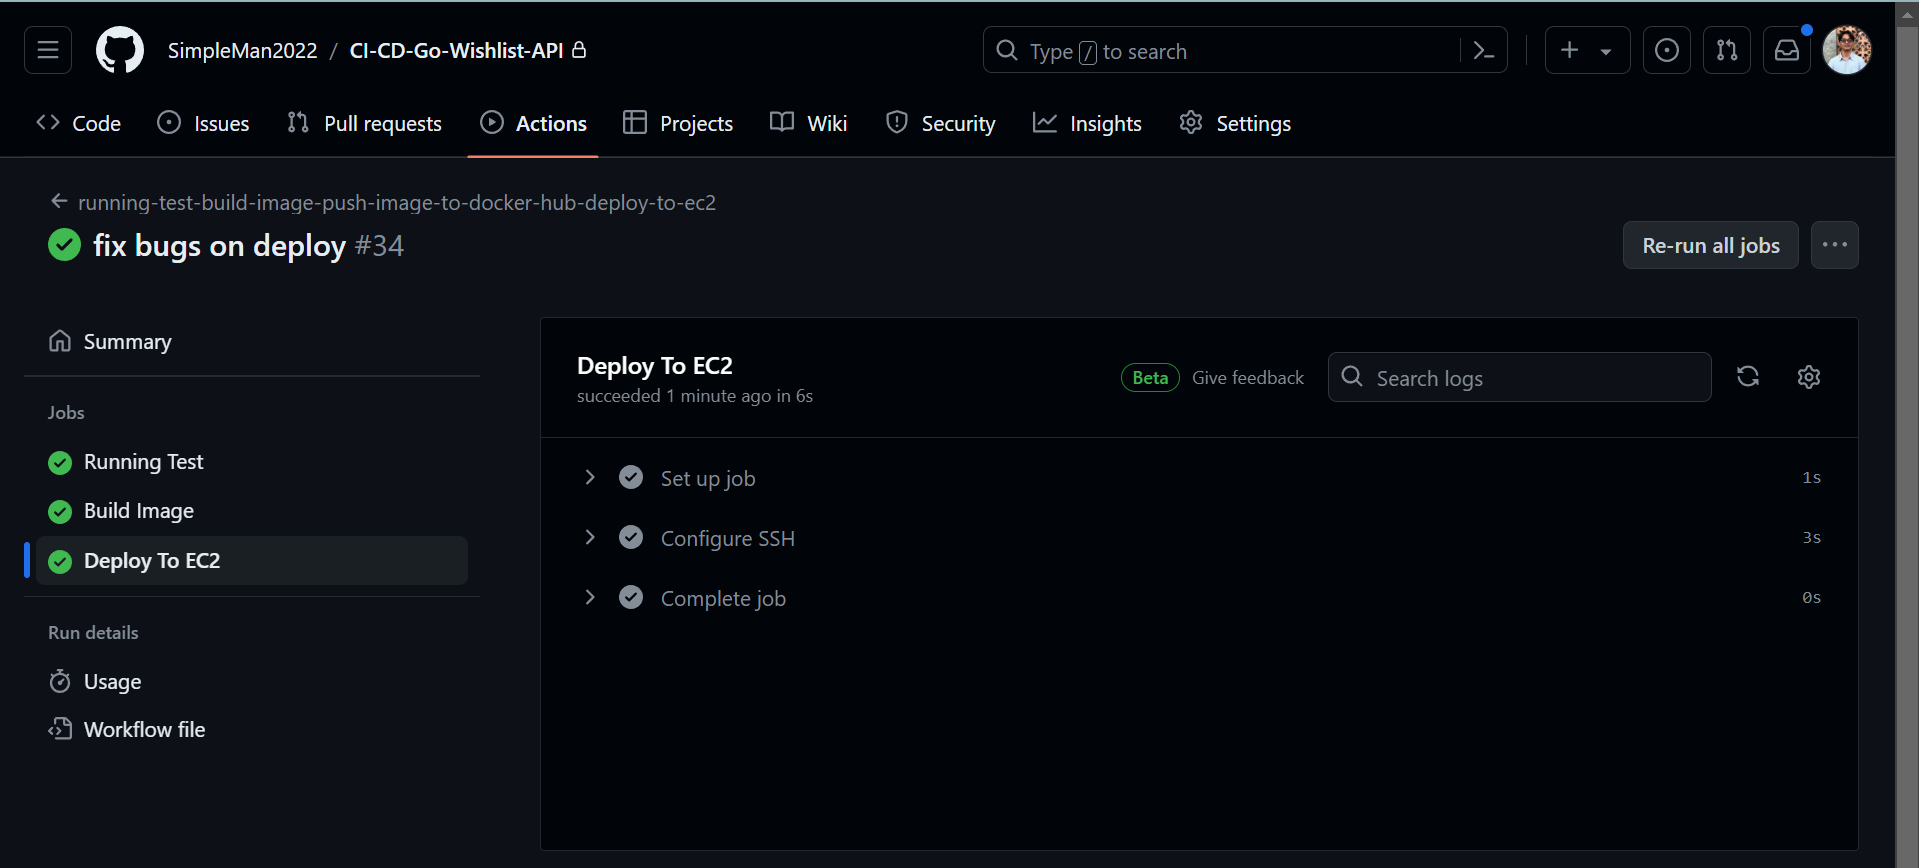 SimpleMan2022 / CI-CD-Go-Wishlist-API
Type / to search
Code
Issues
Pull requests
Actions
Projects
Wiki
Security
Insights
Settings
running-test-build-image-push-image-to-docker-hub-deploy-to-ec2
fix bugs on deploy #34
Re-run all jobs
Summary
Jobs
Running Test
Build Image
Deploy To EC2
Run details
Usage
Workflow file
Deploy To EC2
succeeded 1 minute ago in 6s
Beta
Give feedback
Search logs
Set up job
1s
Configure SSH
3s
Complete job
0s